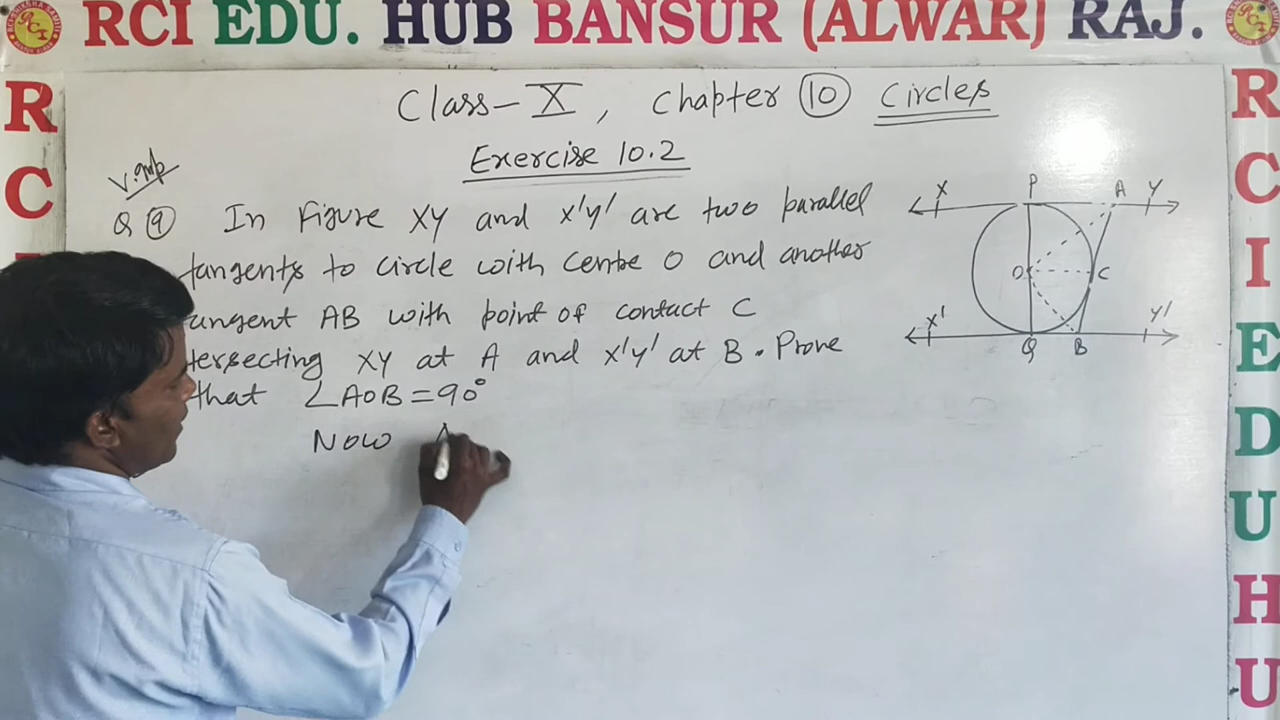 RCI EDU. HUB BANSUR (ALWAR) RAJ.
Class-X, Chapter 10 Circles
Exercise 10.2
V.Imp
Q 9 In Figure XY and X'Y' are two parallel
tangents to circle with centre O and another
tangent AB with point of contact C
tersecting XY at A and X'Y' at B. Prove
that ∠AOB=90°
Now
X P A Y
O C
X' Q B Y'
R
C
I
R
C
I
E
D
U
H
U